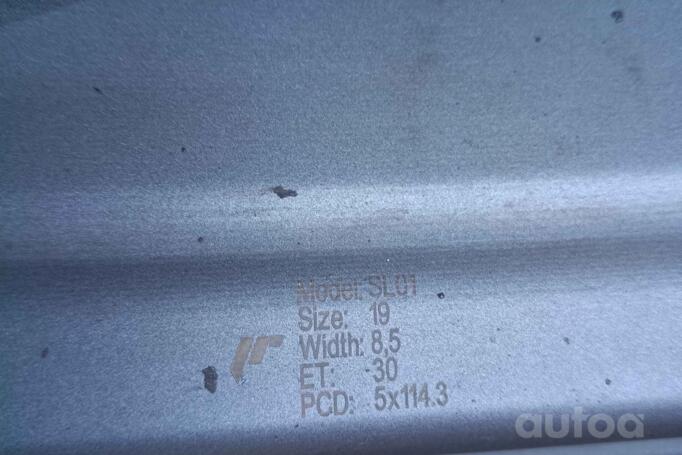 Model: SL01
Size: 19
Width: 8,5
ET: 30
PCD: 5x114.3
autoa